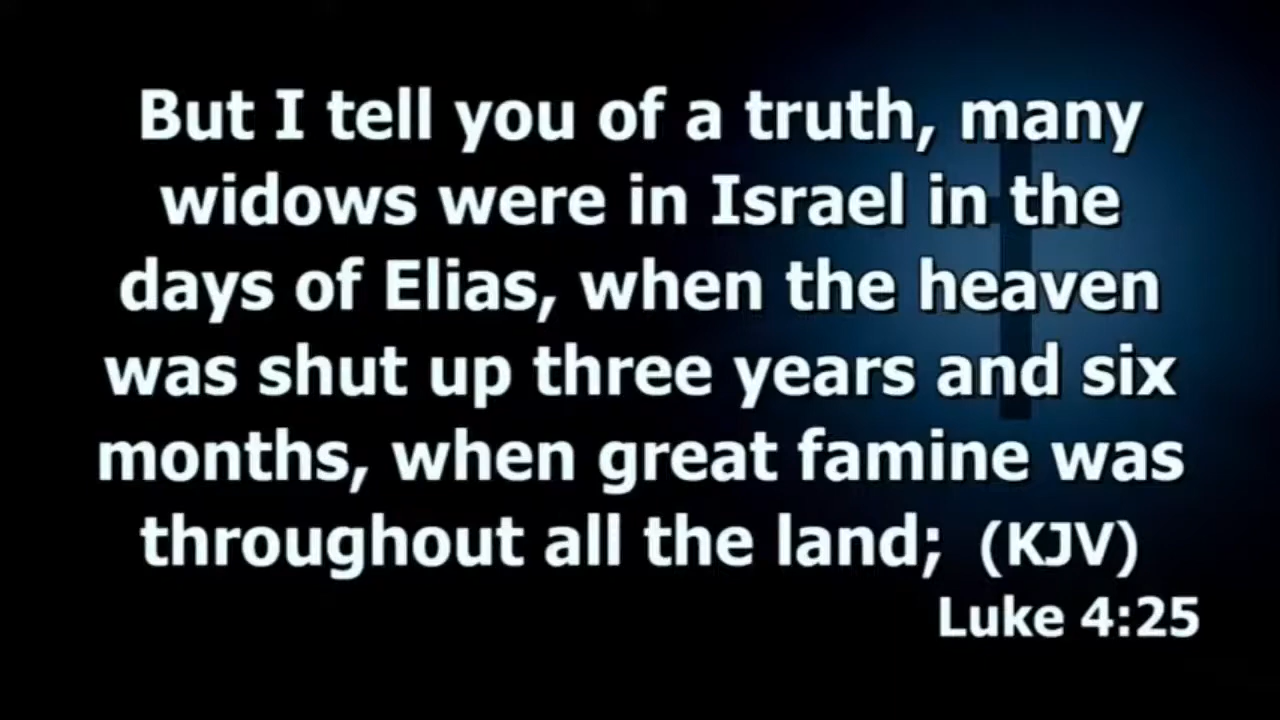 But I tell you of a truth, many
widows were in Israel in the
days of Elias, when the heaven
was shut up three years and six
months, when great famine was
throughout all the land; (KJV)
Luke 4:25